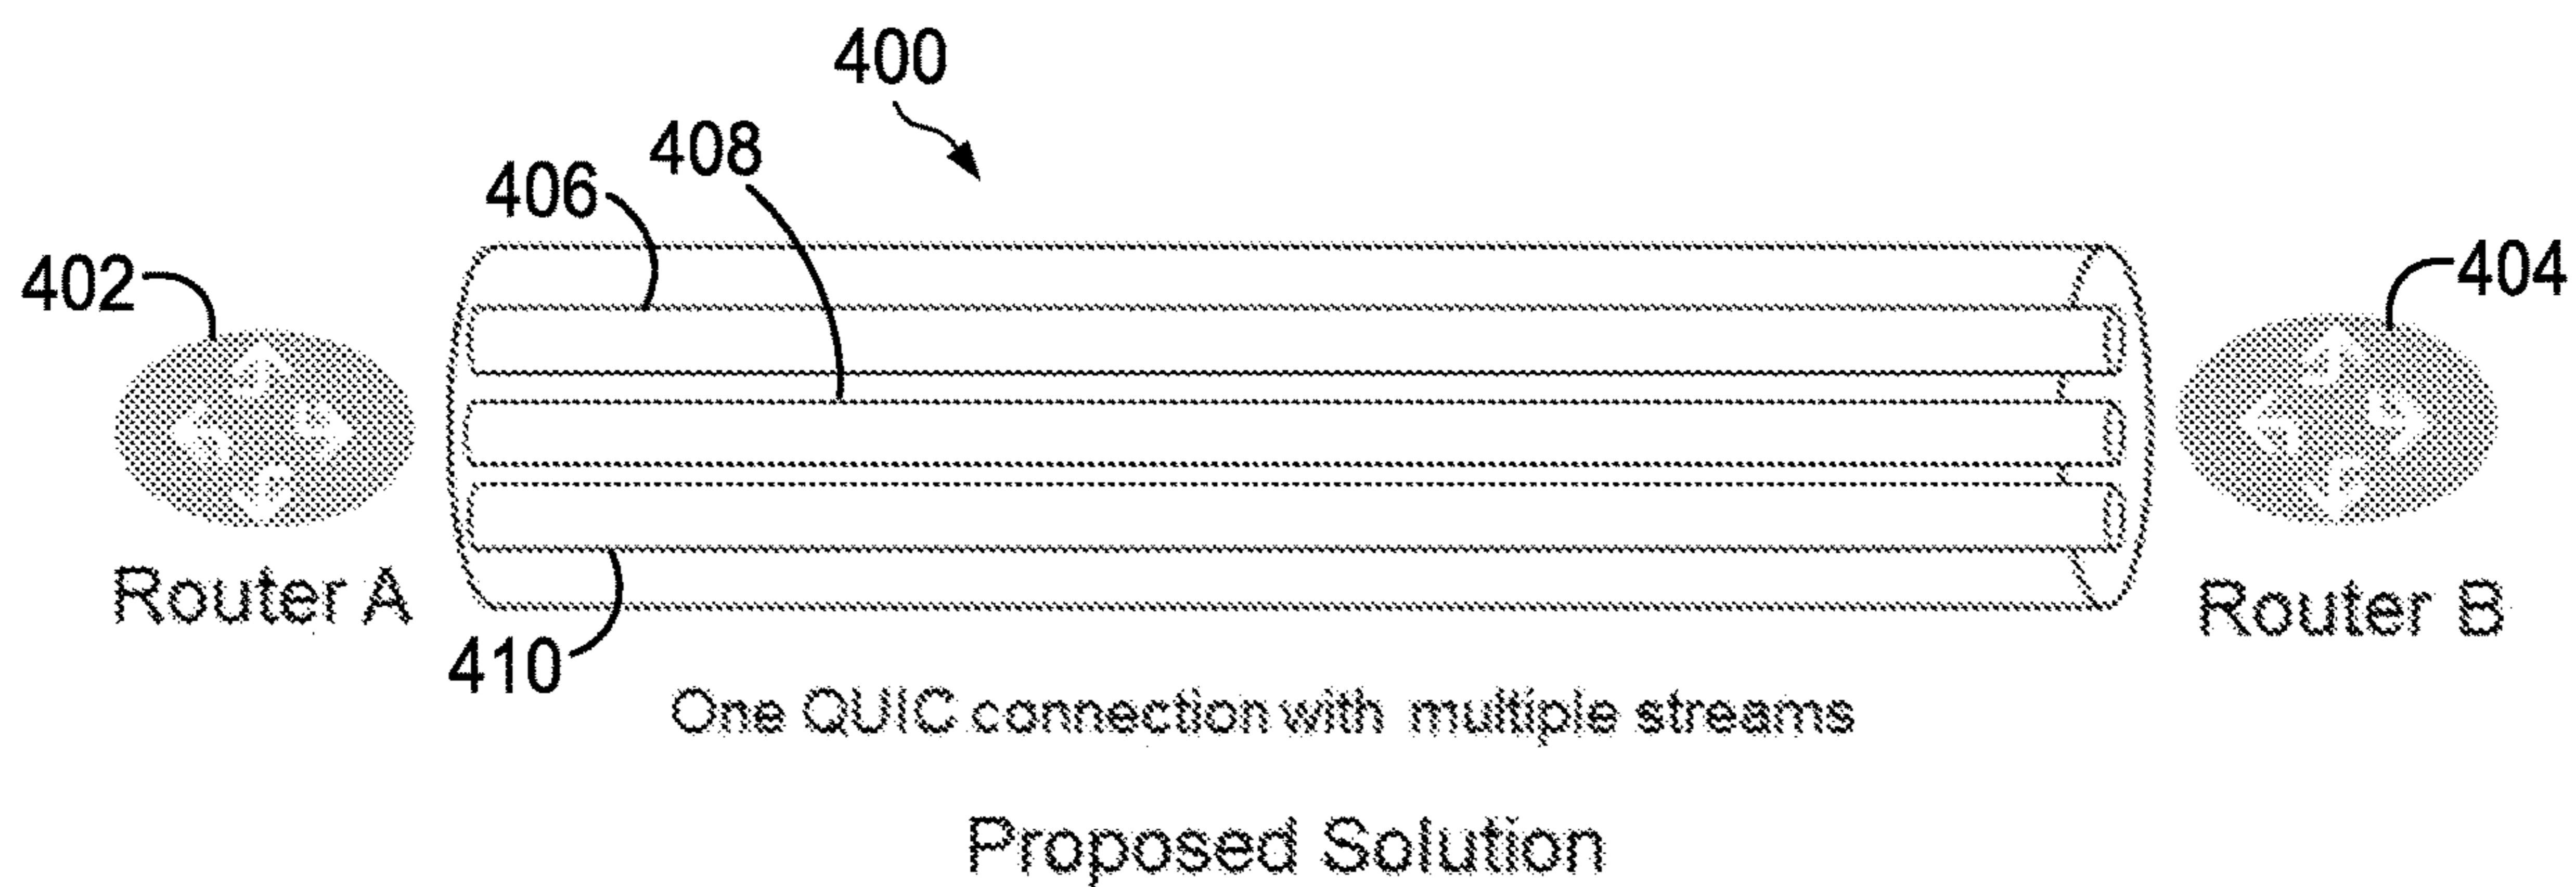 400
408
406
402
404
Router A
Router B
410
One QUIC connection with multiple streams
Proposed Solution